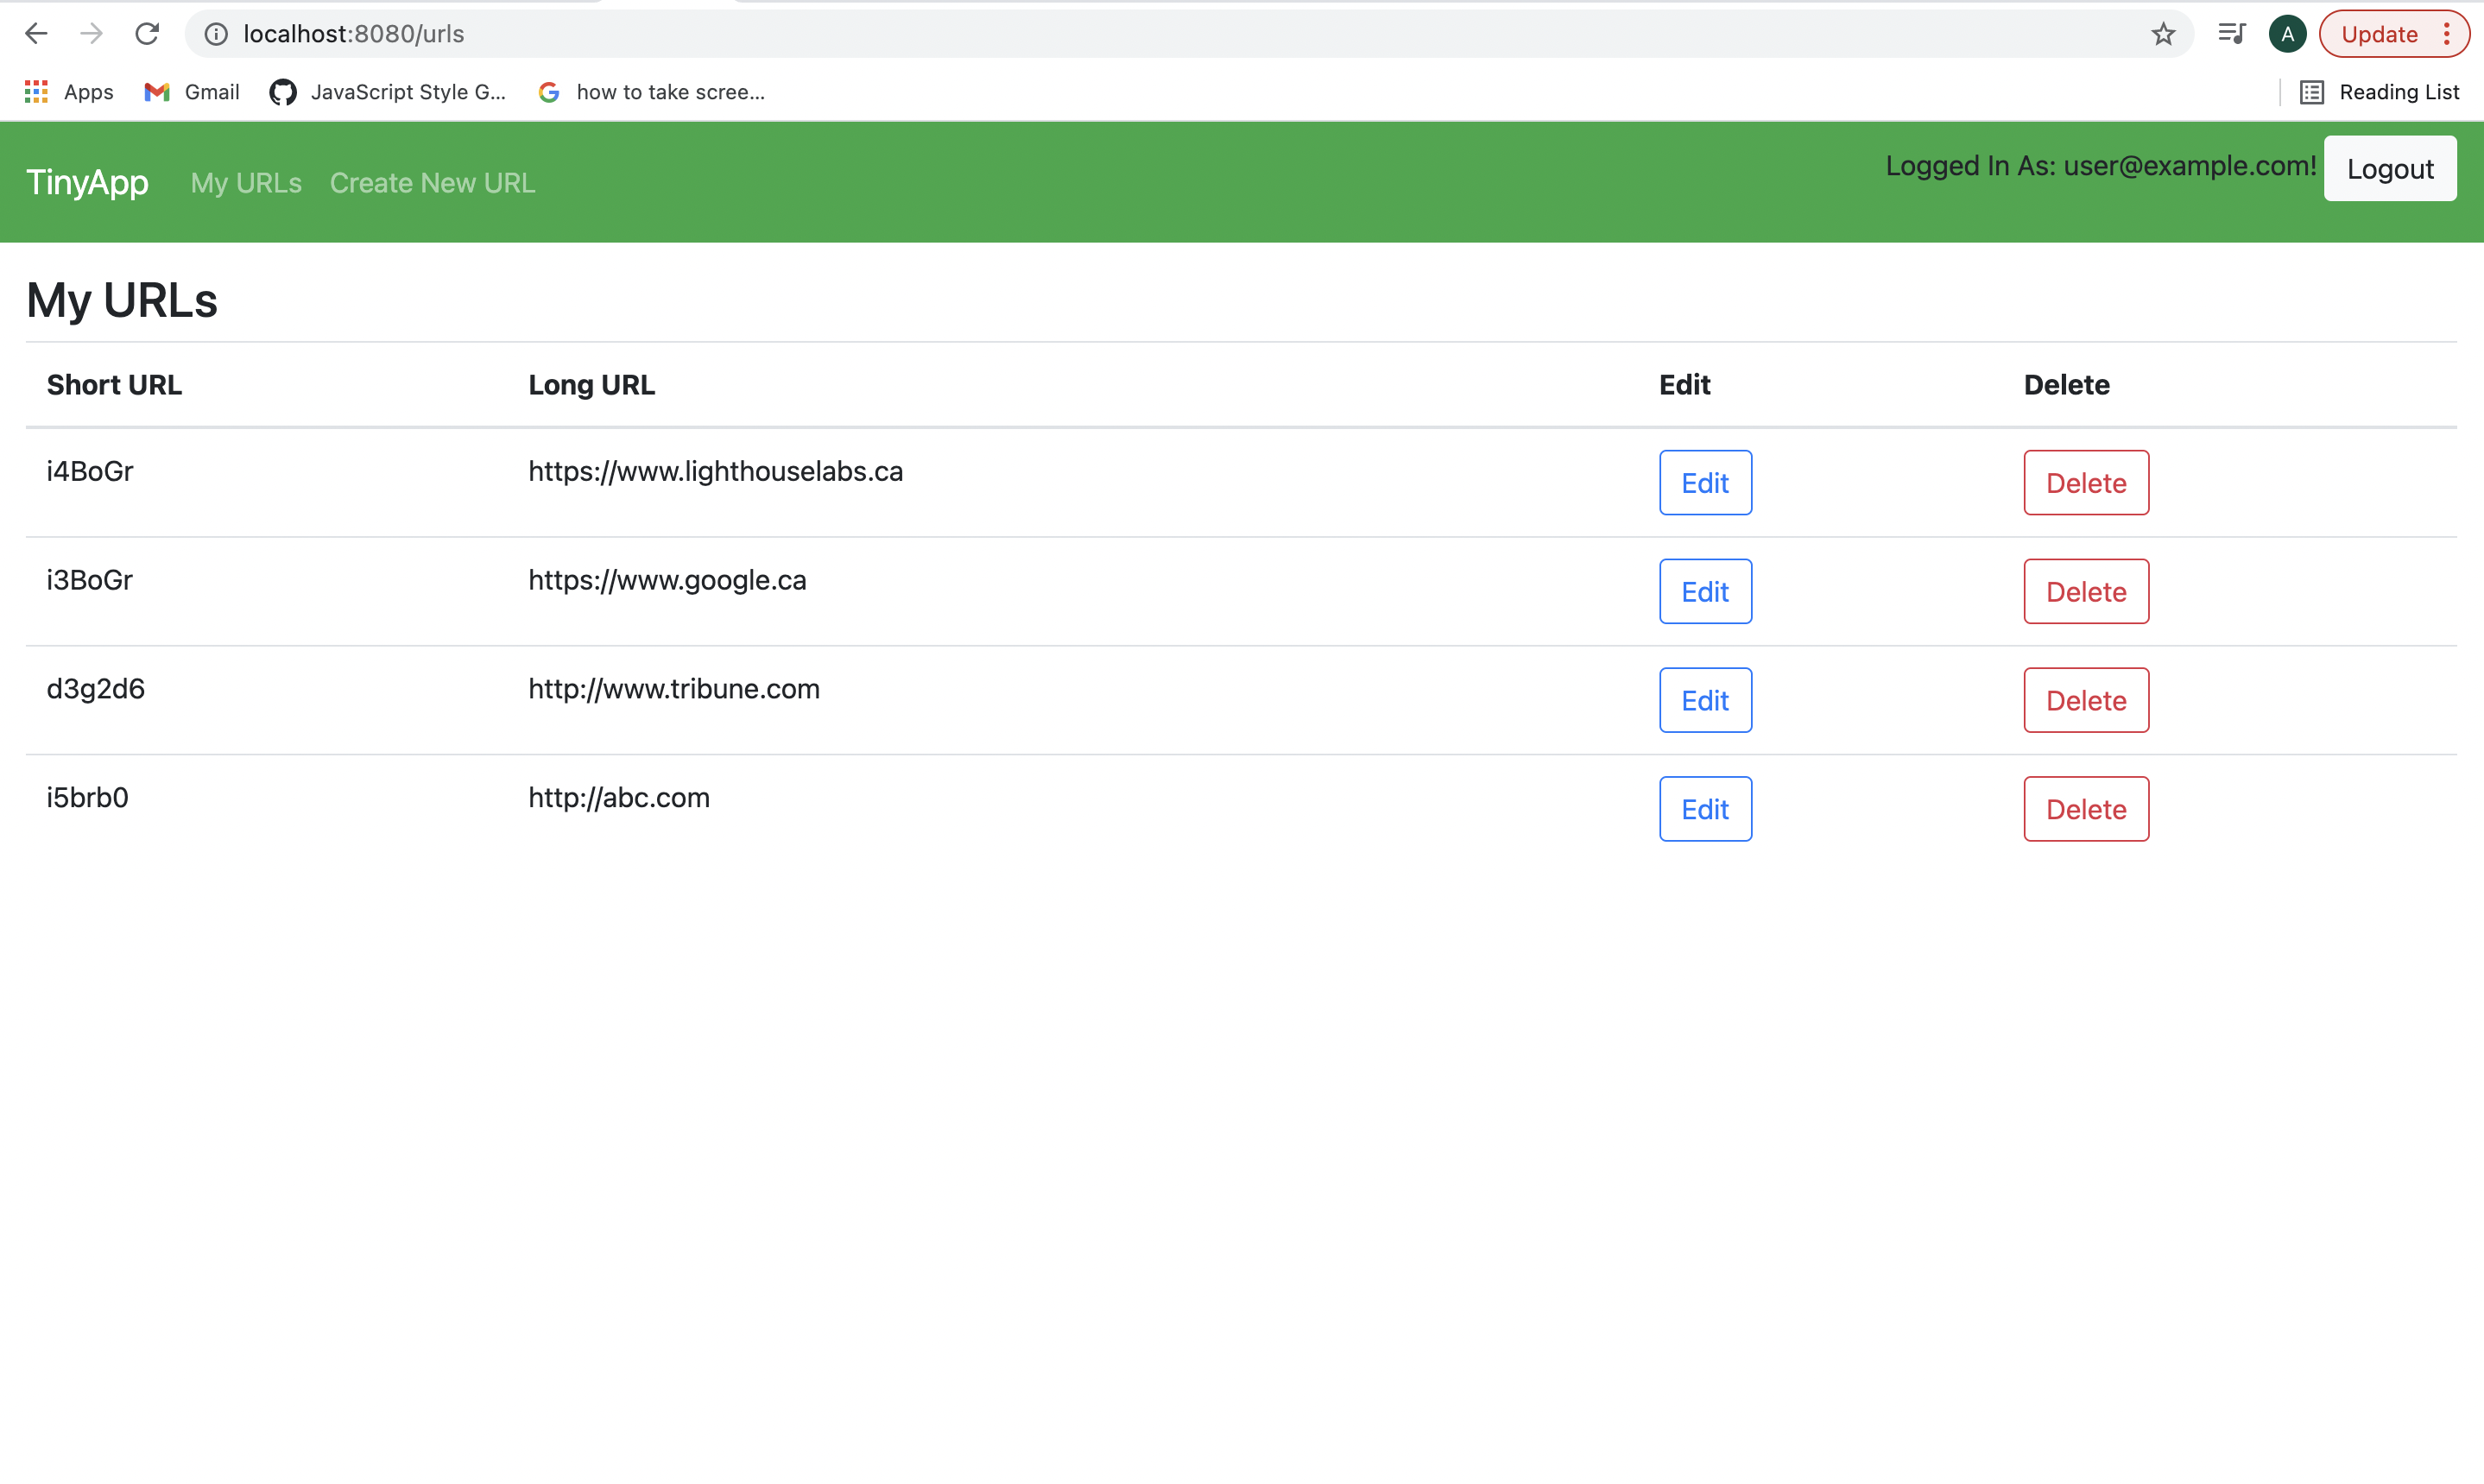 localhost:8080/urls A Update
Apps Gmail JavaScript Style G... how to take scree... Reading List
TinyApp My URLs Create New URL Logged In As: user@example.com! Logout
My URLs
Short URL Long URL Edit Delete
i4BoGr https://www.lighthouselabs.ca Edit Delete
i3BoGr https://www.google.ca Edit Delete
d3g2d6 http://www.tribune.com Edit Delete
i5brb0 http://abc.com Edit Delete